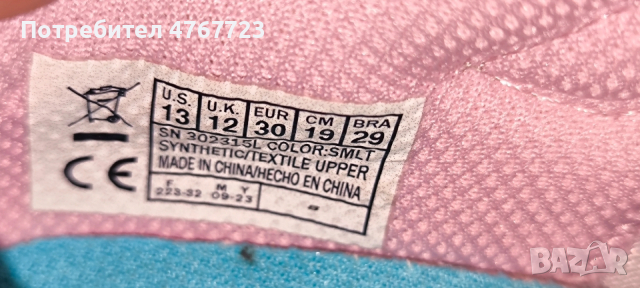 Потребител 4767723
U.S. U.K. EUR CM BRA
13 12 30 19 29
SN 302315L COLOR:SMLT
SYNTHETIC/TEXTILE UPPER
MADE IN CHINA/HECHO EN CHINA
F M Y
223-32 09-23
CE
BAZAR